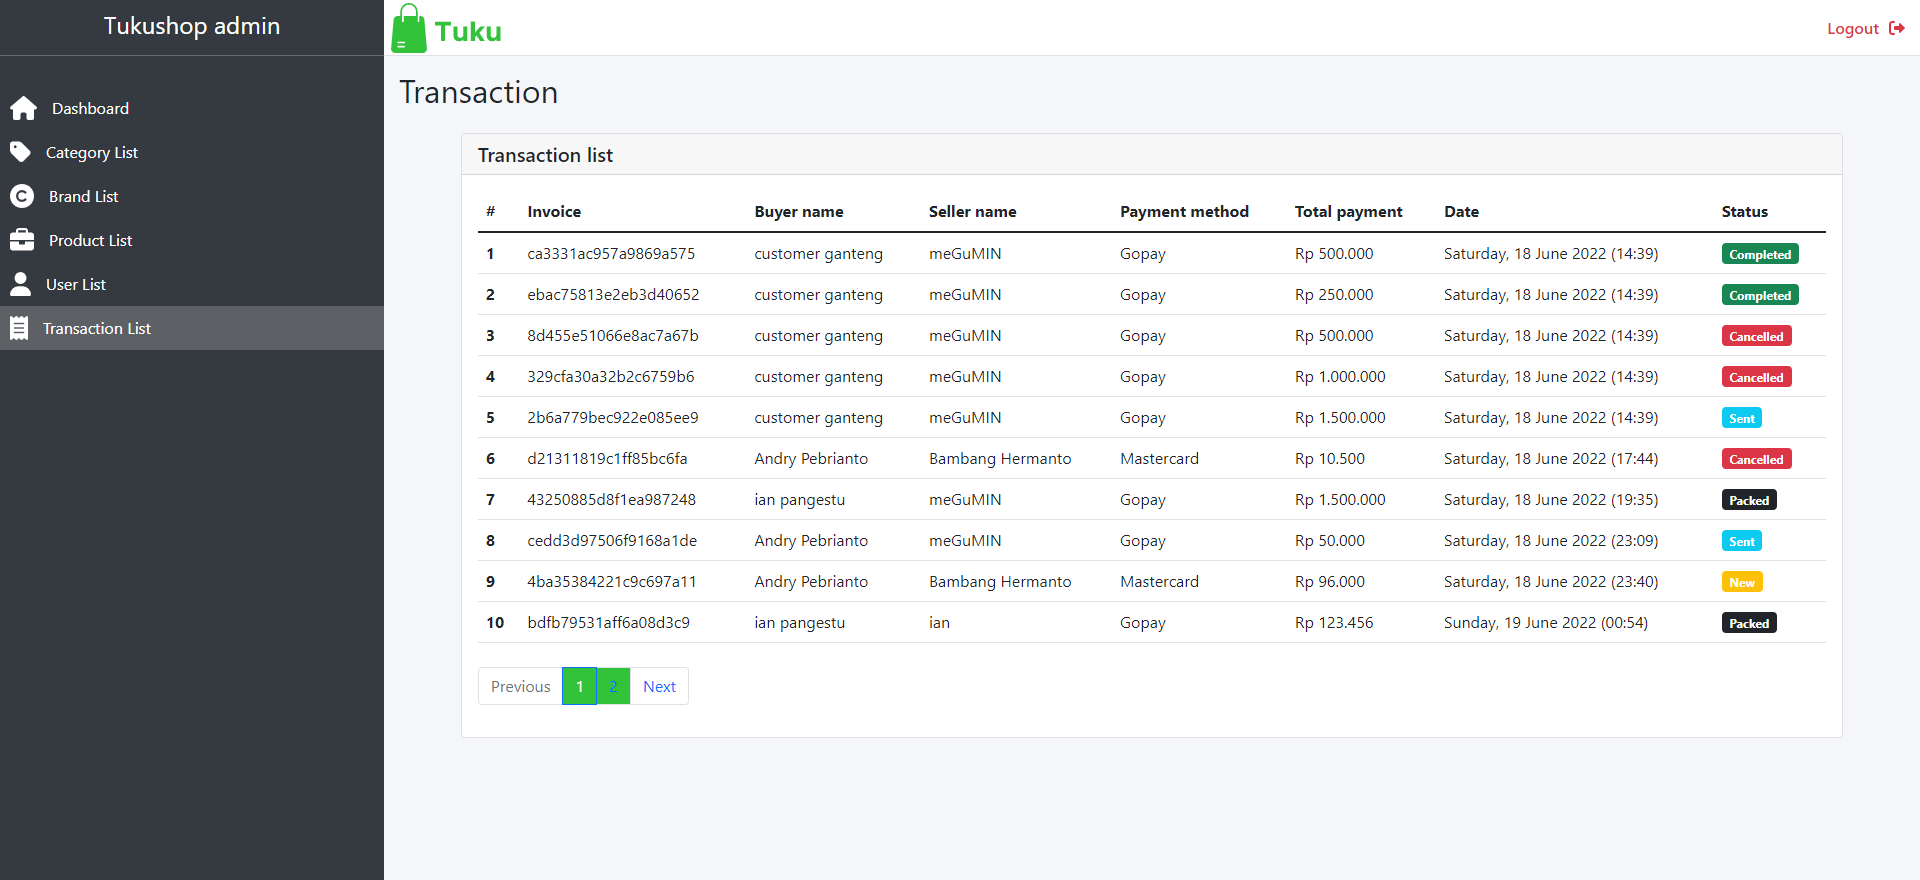 Tukushop admin
Tuku
Logout
Dashboard
Category List
Brand List
Product List
User List
Transaction List
Transaction
Transaction list
# Invoice Buyer name Seller name Payment method Total payment Date Status
1 ca3331ac957a9869a575 customer ganteng meGuMIN Gopay Rp 500.000 Saturday, 18 June 2022 (14:39) Completed
2 ebac75813e2eb3d40652 customer ganteng meGuMIN Gopay Rp 250.000 Saturday, 18 June 2022 (14:39) Completed
3 8d455e51066e8ac7a67b customer ganteng meGuMIN Gopay Rp 500.000 Saturday, 18 June 2022 (14:39) Cancelled
4 329cfa30a32b2c6759b6 customer ganteng meGuMIN Gopay Rp 1.000.000 Saturday, 18 June 2022 (14:39) Cancelled
5 2b6a779bec922e085ee9 customer ganteng meGuMIN Gopay Rp 1.500.000 Saturday, 18 June 2022 (14:39) Sent
6 d21311819c1ff85bc6fa Andry Pebrianto Bambang Hermanto Mastercard Rp 10.500 Saturday, 18 June 2022 (17:44) Cancelled
7 43250885d8f1ea987248 ian pangestu meGuMIN Gopay Rp 1.500.000 Saturday, 18 June 2022 (19:35) Packed
8 cedd3d97506f9168a1de Andry Pebrianto meGuMIN Gopay Rp 50.000 Saturday, 18 June 2022 (23:09) Sent
9 4ba35384221c9c697a11 Andry Pebrianto Bambang Hermanto Mastercard Rp 96.000 Saturday, 18 June 2022 (23:40) New
10 bdfb79531aff6a08d3c9 ian pangestu ian Gopay Rp 123.456 Sunday, 19 June 2022 (00:54) Packed
Previous 1 2 Next